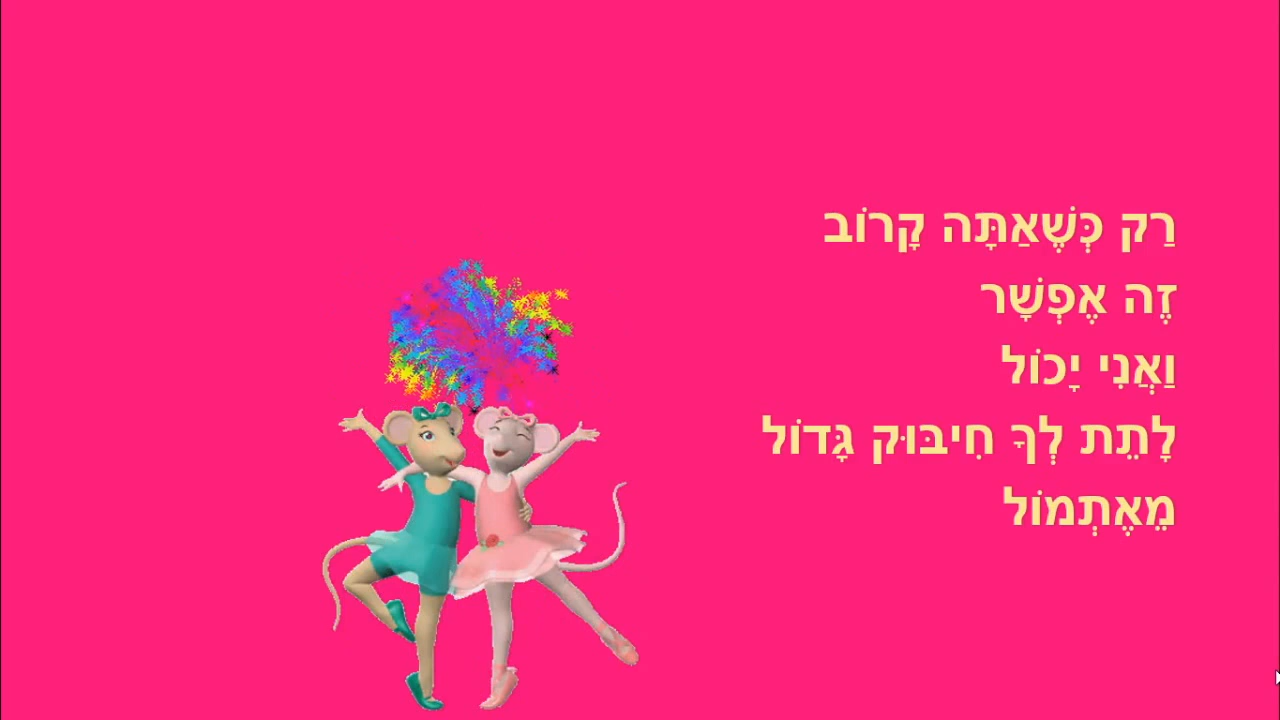 רַק כְּשֶׁאַתָּה קָרוֹב
זֶה אֶפְשָׁר
וַאֲנִי יָכוֹל
לָתֵת לְךָ חִיבּוּק גָּדוֹל
מֵאֶתְמוֹל